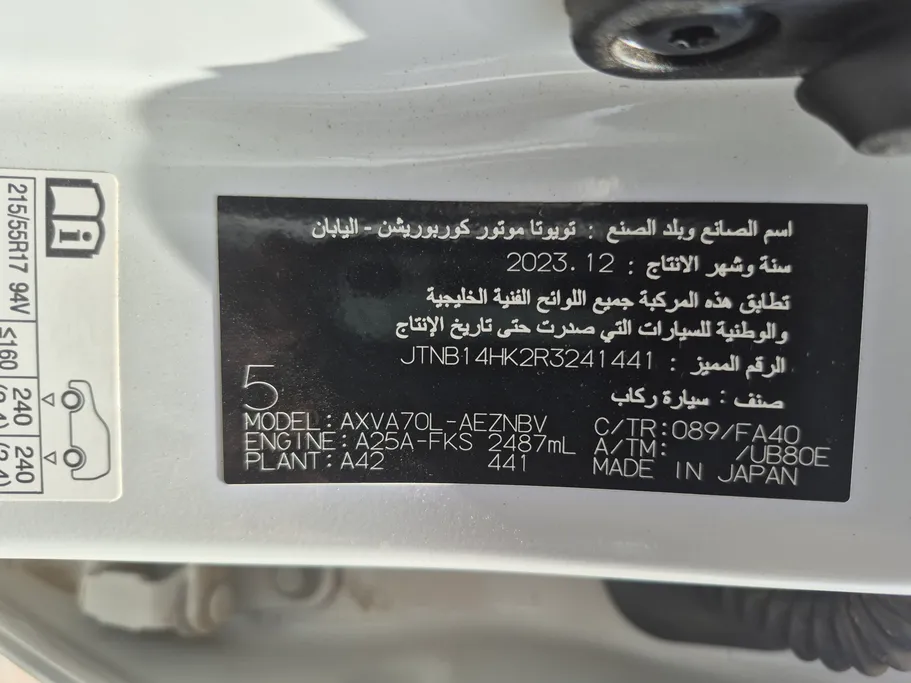 اسم الصانع وبلد الصنع : تويوتا موتور كوربوريشن - اليابان
سنة وشهر الانتاج : 2023.12
تطابق هذه المركبة جميع اللوائح الفنية الخليجية
والوطنية للسيارات التي صدرت حتى تاريخ الإنتاج
الرقم المميز : JTNB14HK2R3241441
صنف : سيارة ركاب
5
MODEL:AXVA70L-AEZNBV C/TR:089/FA40
ENGINE:A25A-FKS 2487mL A/TM: /UB80E
PLANT:A42 441 MADE IN JAPAN
i
215/55R17 94V
≤160
240
240